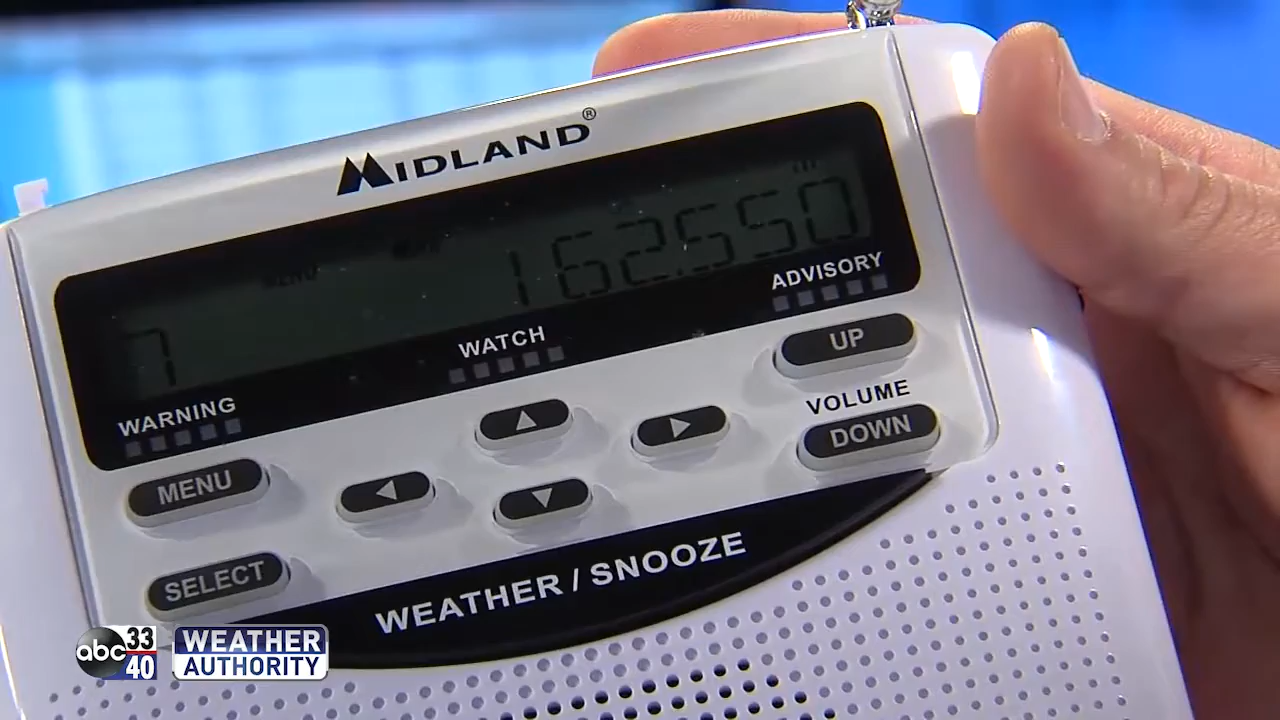 MIDLAND®
MENU
162.550
7
WARNING
WATCH
ADVISORY
MENU
UP
VOLUME
DOWN
SELECT
WEATHER / SNOOZE
abc 33 40
WEATHER
AUTHORITY